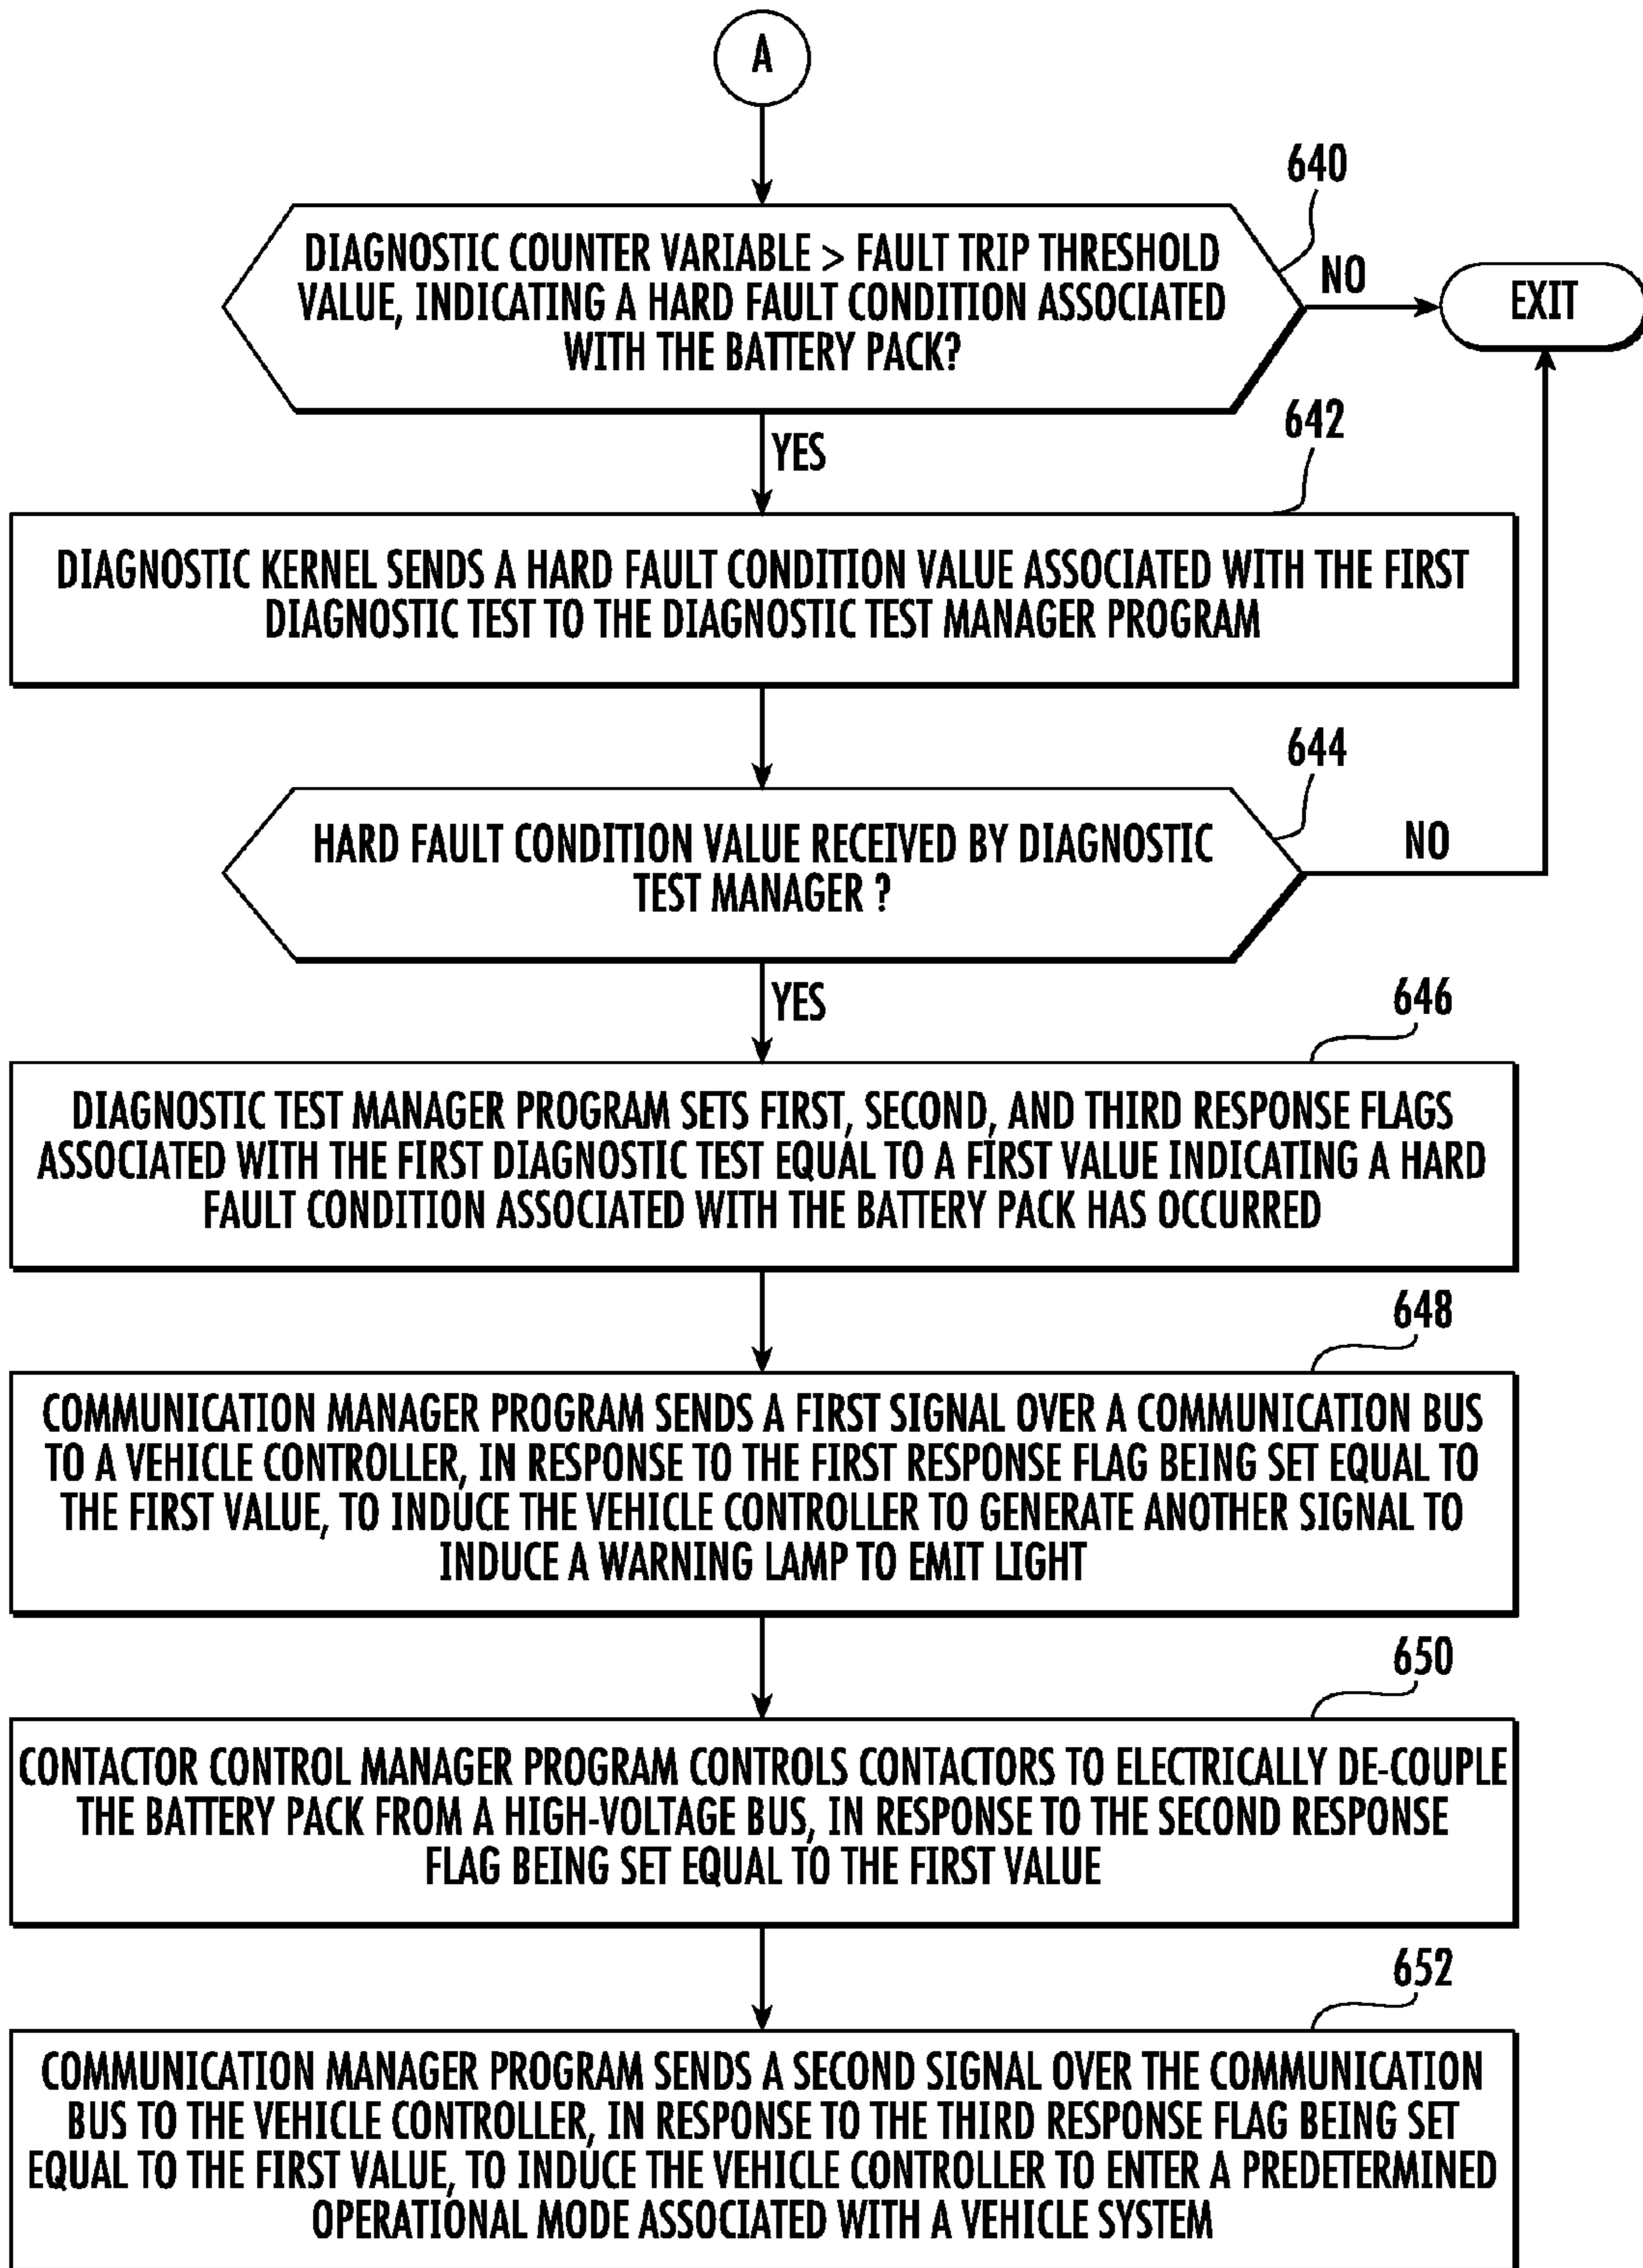 A
640
DIAGNOSTIC COUNTER VARIABLE > FAULT TRIP THRESHOLD
VALUE, INDICATING A HARD FAULT CONDITION ASSOCIATED
WITH THE BATTERY PACK?
NO
EXIT
YES
642
DIAGNOSTIC KERNEL SENDS A HARD FAULT CONDITION VALUE ASSOCIATED WITH THE FIRST
DIAGNOSTIC TEST TO THE DIAGNOSTIC TEST MANAGER PROGRAM
644
HARD FAULT CONDITION VALUE RECEIVED BY DIAGNOSTIC
TEST MANAGER ?
NO
YES
646
DIAGNOSTIC TEST MANAGER PROGRAM SETS FIRST, SECOND, AND THIRD RESPONSE FLAGS
ASSOCIATED WITH THE FIRST DIAGNOSTIC TEST EQUAL TO A FIRST VALUE INDICATING A HARD
FAULT CONDITION ASSOCIATED WITH THE BATTERY PACK HAS OCCURRED
648
COMMUNICATION MANAGER PROGRAM SENDS A FIRST SIGNAL OVER A COMMUNICATION BUS
TO A VEHICLE CONTROLLER, IN RESPONSE TO THE FIRST RESPONSE FLAG BEING SET EQUAL TO
THE FIRST VALUE, TO INDUCE THE VEHICLE CONTROLLER TO GENERATE ANOTHER SIGNAL TO
INDUCE A WARNING LAMP TO EMIT LIGHT
650
CONTACTOR CONTROL MANAGER PROGRAM CONTROLS CONTACTORS TO ELECTRICALLY DE-COUPLE
THE BATTERY PACK FROM A HIGH-VOLTAGE BUS, IN RESPONSE TO THE SECOND RESPONSE
FLAG BEING SET EQUAL TO THE FIRST VALUE
652
COMMUNICATION MANAGER PROGRAM SENDS A SECOND SIGNAL OVER THE COMMUNICATION
BUS TO THE VEHICLE CONTROLLER, IN RESPONSE TO THE THIRD RESPONSE FLAG BEING SET
EQUAL TO THE FIRST VALUE, TO INDUCE THE VEHICLE CONTROLLER TO ENTER A PREDETERMINED
OPERATIONAL MODE ASSOCIATED WITH A VEHICLE SYSTEM